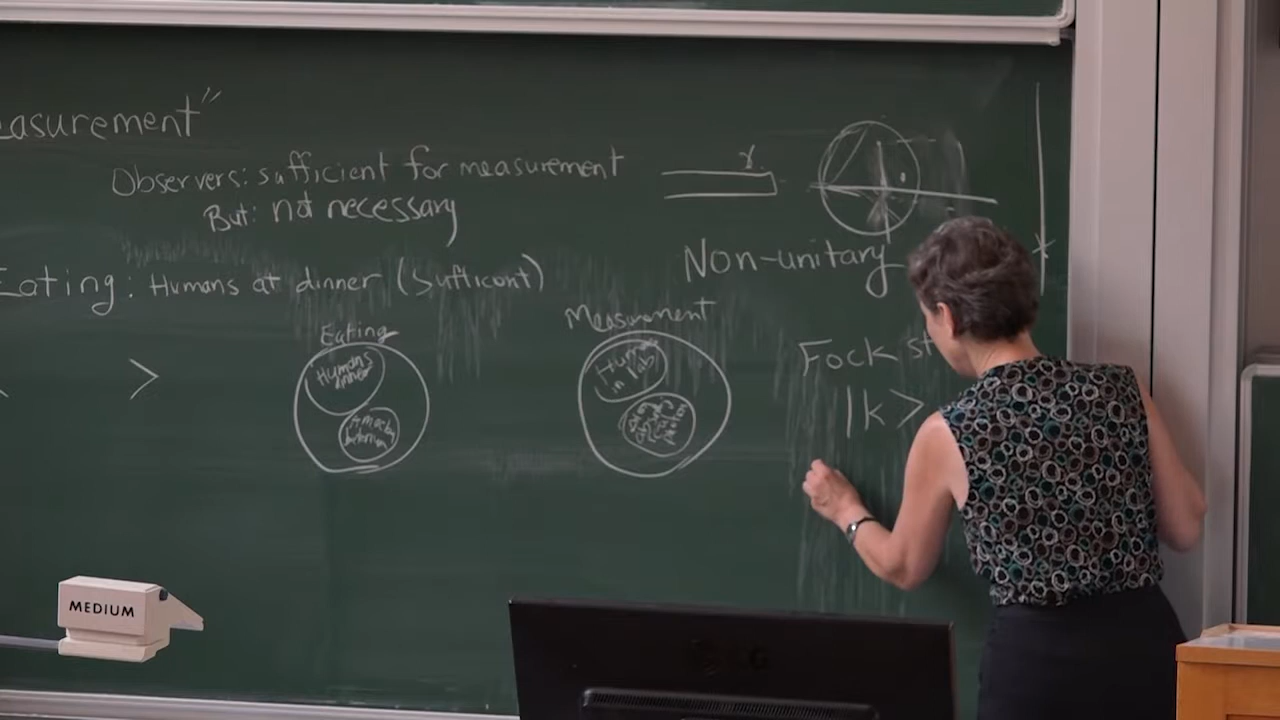 asurement"
Observers: sufficient for measurement
But: not necessary
γ
Non-unitary
Eating: Humans at dinner (Sufficent)
Measurement
Eating
Humans
in lab
Humans
dinner
Fock st
|k>
>
MEDIUM